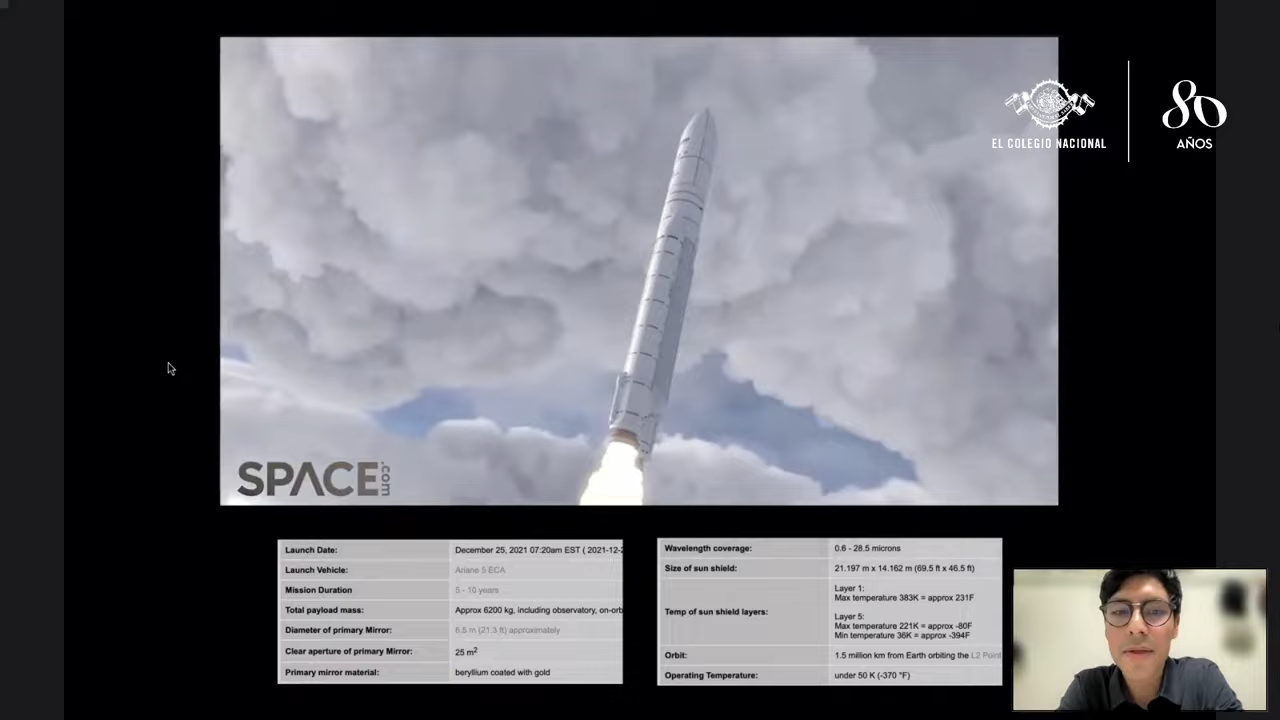 EL COLEGIO NACIONAL
80
AÑOS
SPACE.com
Launch Date: December 25, 2021 07:20am EST ( 2021-12-2
Launch Vehicle: Ariane 5 ECA
Mission Duration 5 - 10 years
Total payload mass: Approx 6200 kg, including observatory, on-orb
Diameter of primary Mirror: 6.5 m (21.3 ft) approximately
Clear aperture of primary Mirror: 25 m²
Primary mirror material: beryllium coated with gold
Wavelength coverage: 0.6 - 28.5 microns
Size of sun shield: 21.197 m x 14.162 m (69.5 ft x 46.5 ft)
Temp of sun shield layers:
Layer 1:
Max temperature 383K = approx 231F
Layer 5:
Max temperature 221K = approx -80F
Min temperature 36K = approx -394F
Orbit: 1.5 million km from Earth orbiting the L2 Point
Operating Temperature: under 50 K (-370 °F)